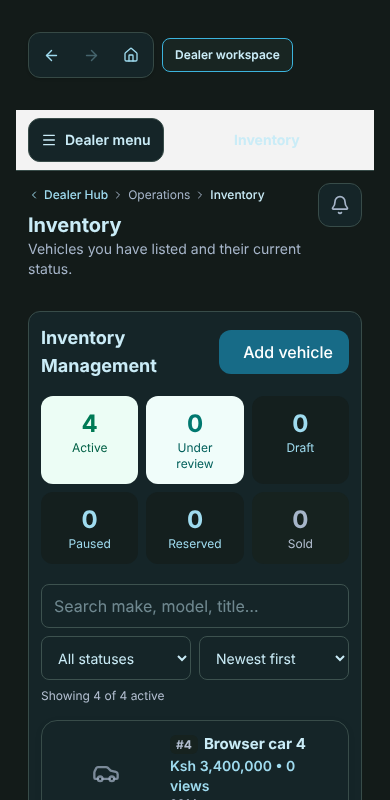 Dealer workspace
Dealer menu
Inventory
Dealer Hub > Operations > Inventory
Inventory
Vehicles you have listed and their current
status.
Inventory
Management
Add vehicle
4
Active
0
Under
review
0
Draft
0
Paused
0
Reserved
0
Sold
Search make, model, title...
All statuses
Newest first
Showing 4 of 4 active
#4 Browser car 4
Ksh 3,400,000 • 0
views